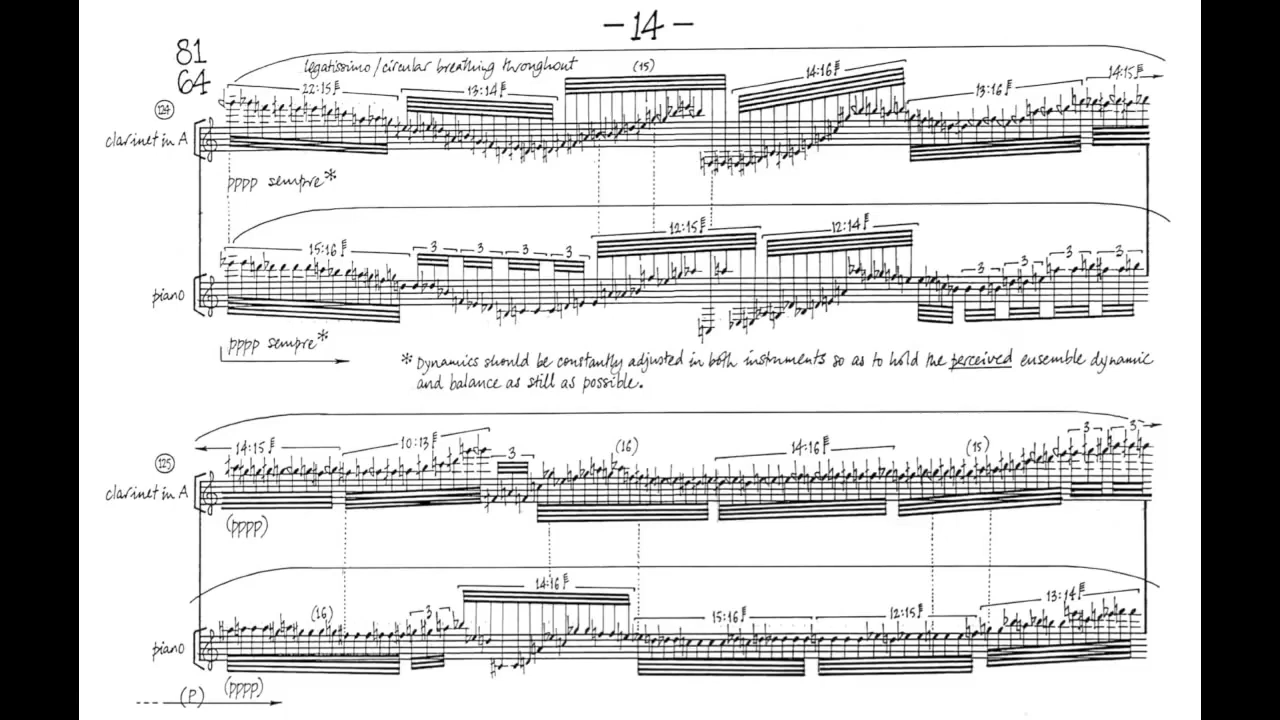 –14–
81
64
legatissimo/circular breathing throughout
(15)
14:16
14:15
22:15
13:14
13:16
124
clarinet in A
pppp sempre*
12:15
12:14
15:16
3 3 3 3
3 3 3
piano
pppp sempre*
* Dynamics should be constantly adjusted in both instruments so as to hold the perceived ensemble dynamic
and balance as still as possible.
14:15
10:13
3
(16)
14:16
(15)
3 3
125
clarinet in A
(pppp)
14:16
(16)
3
15:16
12:15
13:14
piano
(pppp)
(P)